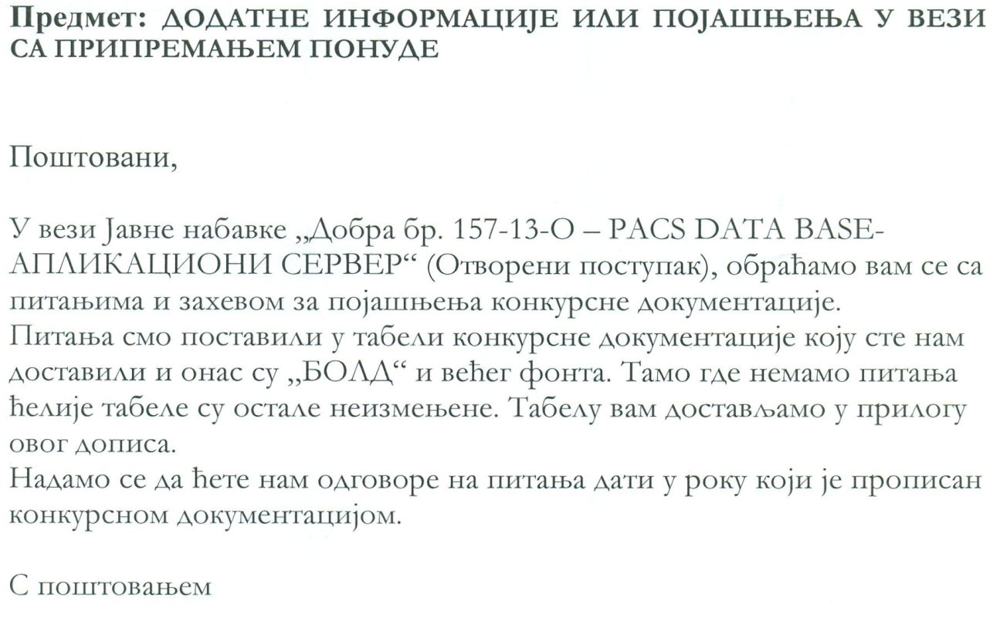 Предмет: ДОДАТНЕ ИНФОРМАЦИЈЕ ИЛИ ПОЈАШЊЕЊА У ВЕЗИ
СА ПРИПРЕМАЊЕМ ПОНУДЕ
Поштовани,
У вези Јавне набавке „Добра бр. 157-13-О – PACS DATA BASE-
АПЛИКАЦИОНИ СЕРВЕР“ (Отворени поступак), обраћамо вам се са
питањима и захевом за појашњења конкурсне документације.
Питања смо поставили у табели конкурсне документације коју сте нам
доставили и онас су „БОЛД“ и већег фонта. Тамо где немамо питања
ћелије табеле су остале неизмењене. Табелу вам достављамо у прилогу
овог дописа.
Надамо се да ћете нам одговоре на питања дати у року који је прописан
конкурсном документацијом.
С поштовањем